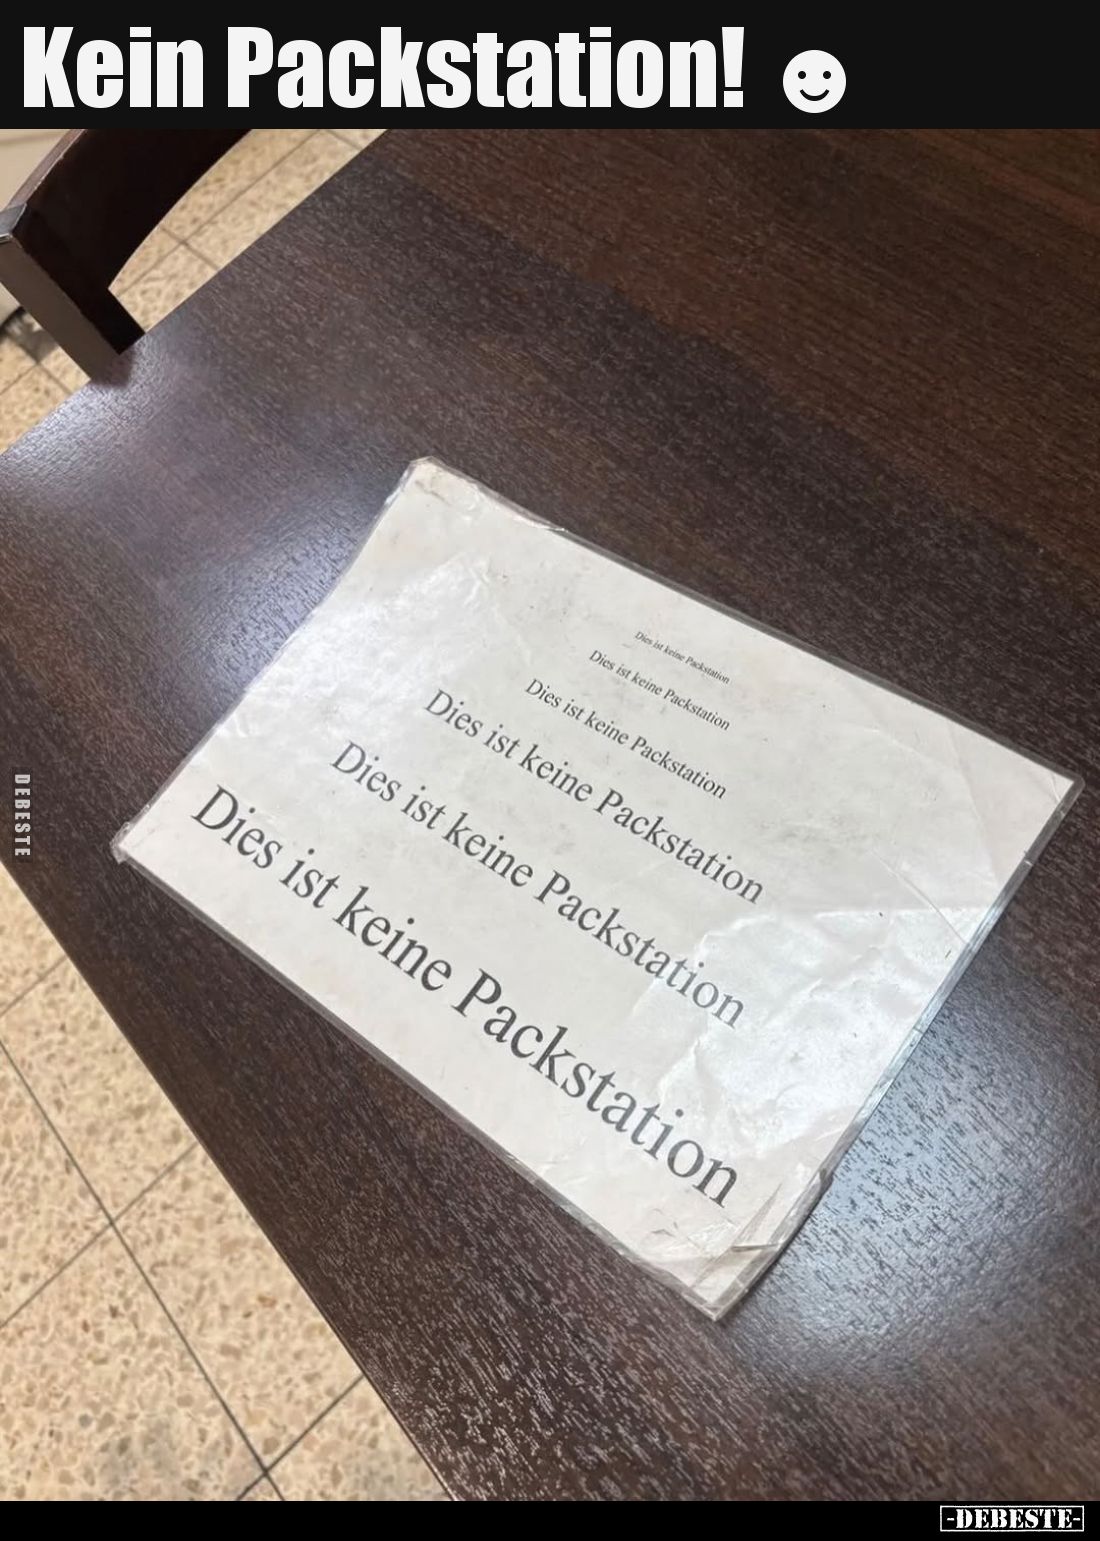 Kein Packstation! ☻
Dies ist keine Packstation
Dies ist keine Packstation
Dies ist keine Packstation
Dies ist keine Packstation
Dies ist keine Packstation
Dies ist keine Packstation
DEBESTE
-DEBESTE-